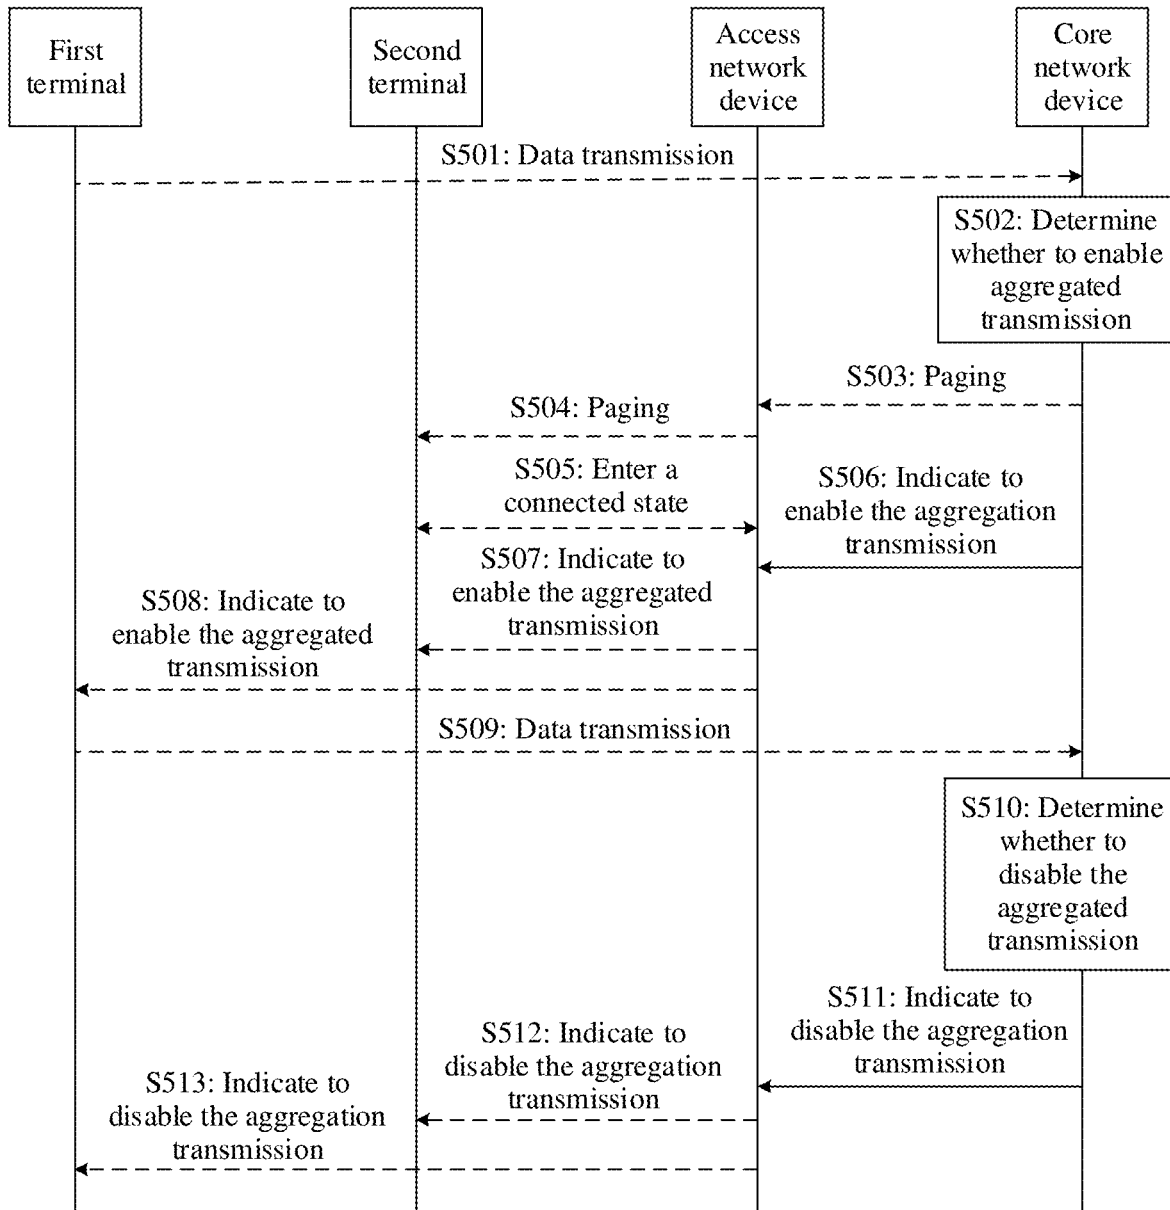 First
terminal
Second
terminal
Access
network
device
Core
network
device
S501: Data transmission
S502: Determine
whether to enable
aggregated
transmission
S503: Paging
S504: Paging
S505: Enter a
connected state
S506: Indicate to
enable the aggregation
transmission
S507: Indicate to
enable the aggregated
transmission
S508: Indicate to
enable the aggregated
transmission
S509: Data transmission
S510: Determine
whether to
disable the
aggregated
transmission
S511: Indicate to
disable the aggregation
transmission
S512: Indicate to
disable the aggregation
transmission
S513: Indicate to
disable the aggregation
transmission